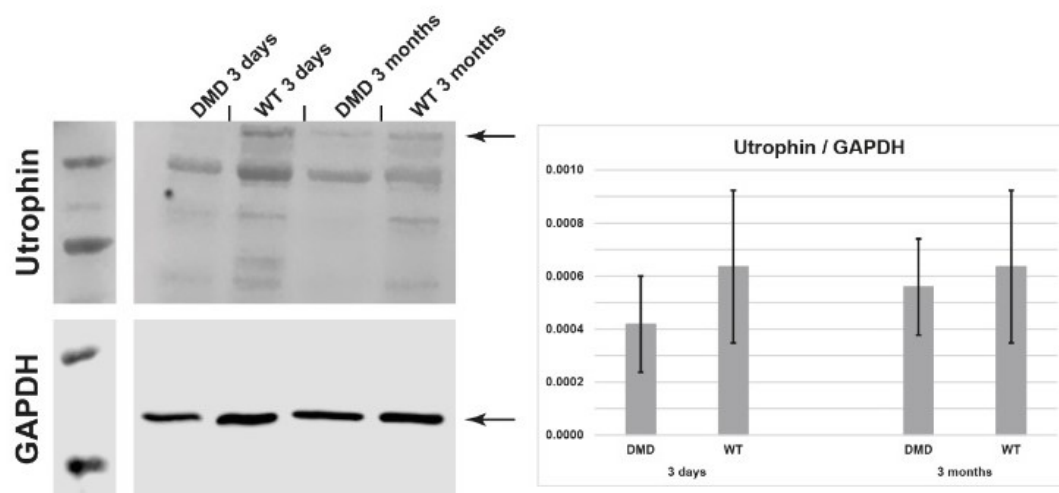 DMD 3 days
WT 3 days
DMD 3 months
WT 3 months
Utrophin
GAPDH
Utrophin / GAPDH
0.0010
0.0008
0.0006
0.0004
0.0002
0.0000
DMD WT DMD WT
3 days 3 months